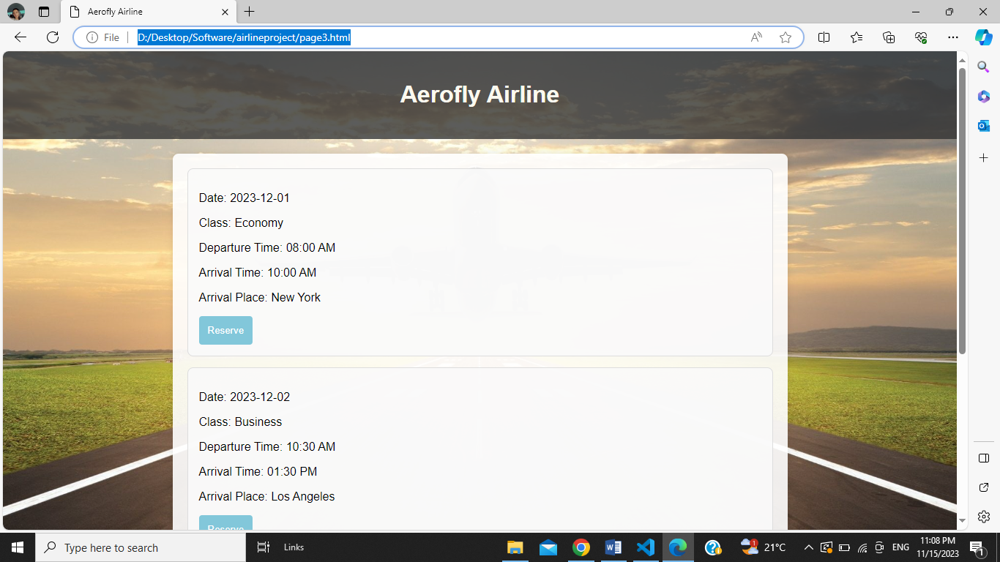 Aerofly Airline
File
D:/Desktop/Software/airlineproject/page3.html
Aerofly Airline
Date: 2023-12-01
Class: Economy
Departure Time: 08:00 AM
Arrival Time: 10:00 AM
Arrival Place: New York
Reserve
Date: 2023-12-02
Class: Business
Departure Time: 10:30 AM
Arrival Time: 01:30 PM
Arrival Place: Los Angeles
Reserve
Type here to search
Links
1
21°C
ENG
11:08 PM
11/15/2023
1